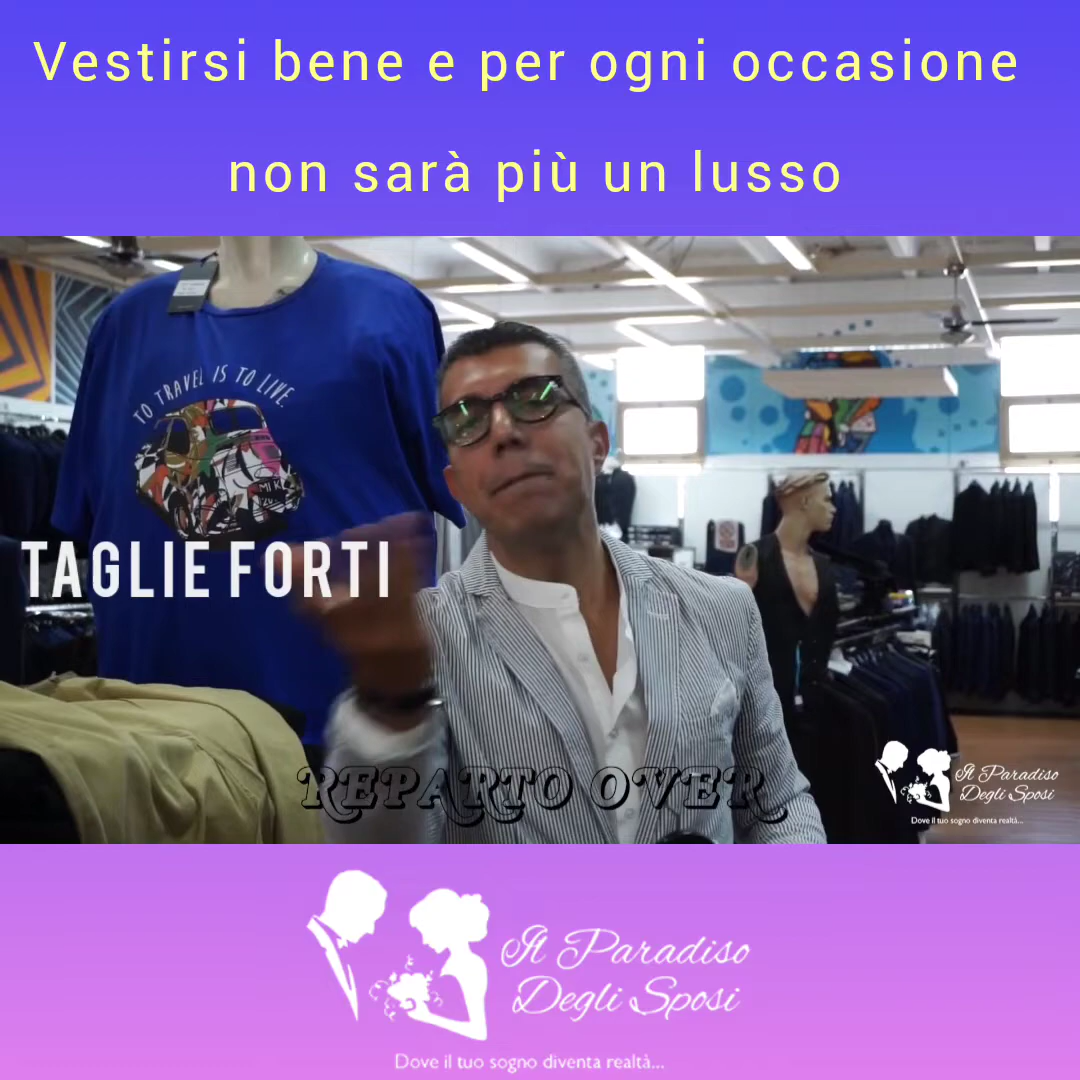 Vestirsi bene e per ogni occasione
non sarà più un lusso
TO TRAVEL IS TO LIVE.
TAGLIE FORTI
REPARTO OVER
Il Paradiso
Degli Sposi
Dove il tuo sogno diventa realtà...
Il Paradiso
Degli Sposi
Dove il tuo sogno diventa realtà...